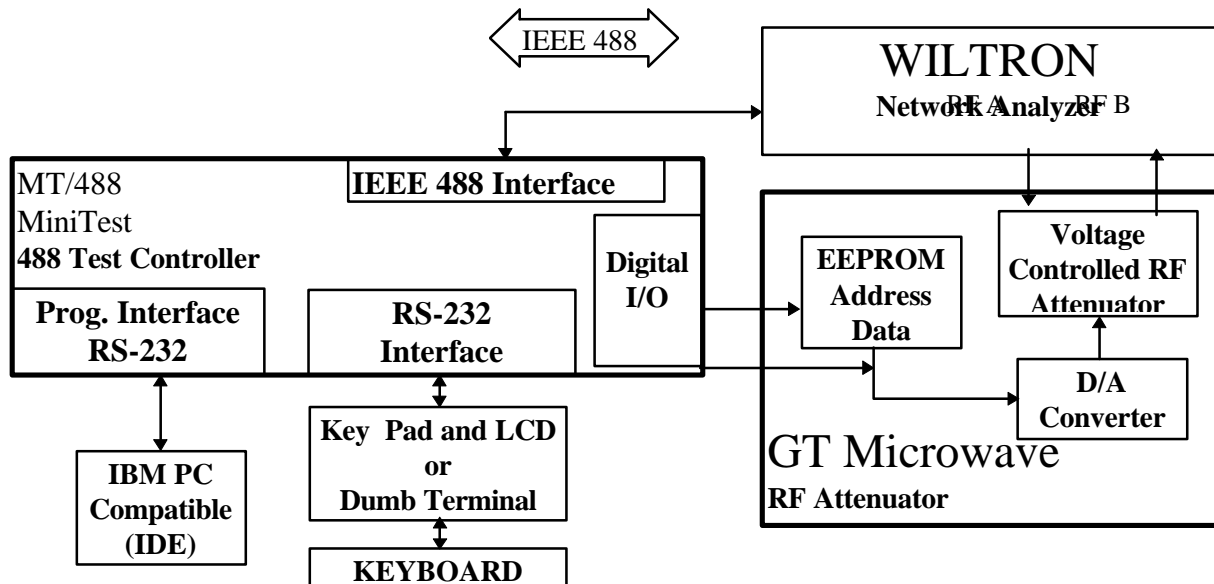 IEEE 488
WILTRON
Network Analyzer
RF A
RF B
MT/488
MiniTest
488 Test Controller
IEEE 488 Interface
Digital
I/O
Prog. Interface
RS-232
RS-232
Interface
EEPROM
Address
Data
Voltage
Controlled RF
Attenuator
D/A
Converter
GT Microwave
RF Attenuator
IBM PC
Compatible
(IDE)
Key Pad and LCD
or
Dumb Terminal
KEYBOARD